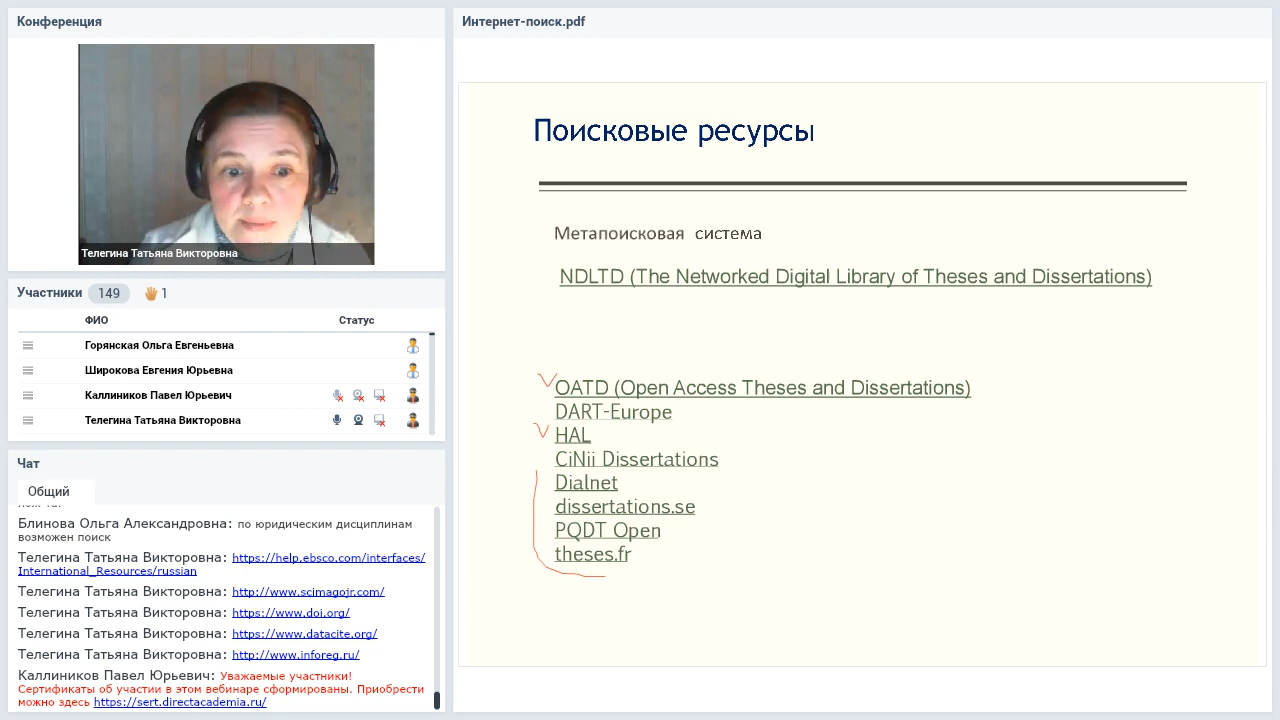 Конференция
Телегина Татьяна Викторовна
Участники 149 1
ФИО Статус
Горянская Ольга Евгеньевна
Широкова Евгения Юрьевна
Каллиников Павел Юрьевич
Телегина Татьяна Викторовна
Чат
Общий
Блинова Ольга Александровна: по юридическим дисциплинам
возможен поиск
Телегина Татьяна Викторовна: https://help.ebsco.com/interfaces/
International_Resources/russian
Телегина Татьяна Викторовна: http://www.scimagojr.com/
Телегина Татьяна Викторовна: https://www.doi.org/
Телегина Татьяна Викторовна: https://www.datacite.org/
Телегина Татьяна Викторовна: http://www.inforeg.ru/
Каллиников Павел Юрьевич: Уважаемые участники!
Сертификаты об участии в этом вебинаре сформированы. Приобрести
можно здесь https://sert.directacademia.ru/
Интернет-поиск.pdf
Поисковые ресурсы
Метапоисковая система
NDLTD (The Networked Digital Library of Theses and Dissertations)
OATD (Open Access Theses and Dissertations)
DART-Europe
HAL
CiNii Dissertations
Dialnet
dissertations.se
PQDT Open
theses.fr